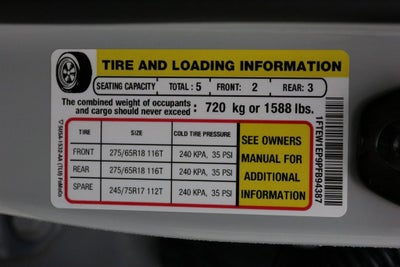 TIRE AND LOADING INFORMATION
SEATING CAPACITY TOTAL : 5 FRONT: 2 REAR: 3
The combined weight of occupants
and cargo should never exceed : 720 kg or 1588 lbs.
TIRE SIZE COLD TIRE PRESSURE
FRONT 275/65R18 116T 240 KPA, 35 PSI
REAR 275/65R18 116T 240 KPA, 35 PSI
SPARE 245/75R17 112T 240 KPA, 35 PSI
SEE OWNERS
MANUAL FOR
ADDITIONAL
INFORMATION
1FTEW1EP9PFB94387